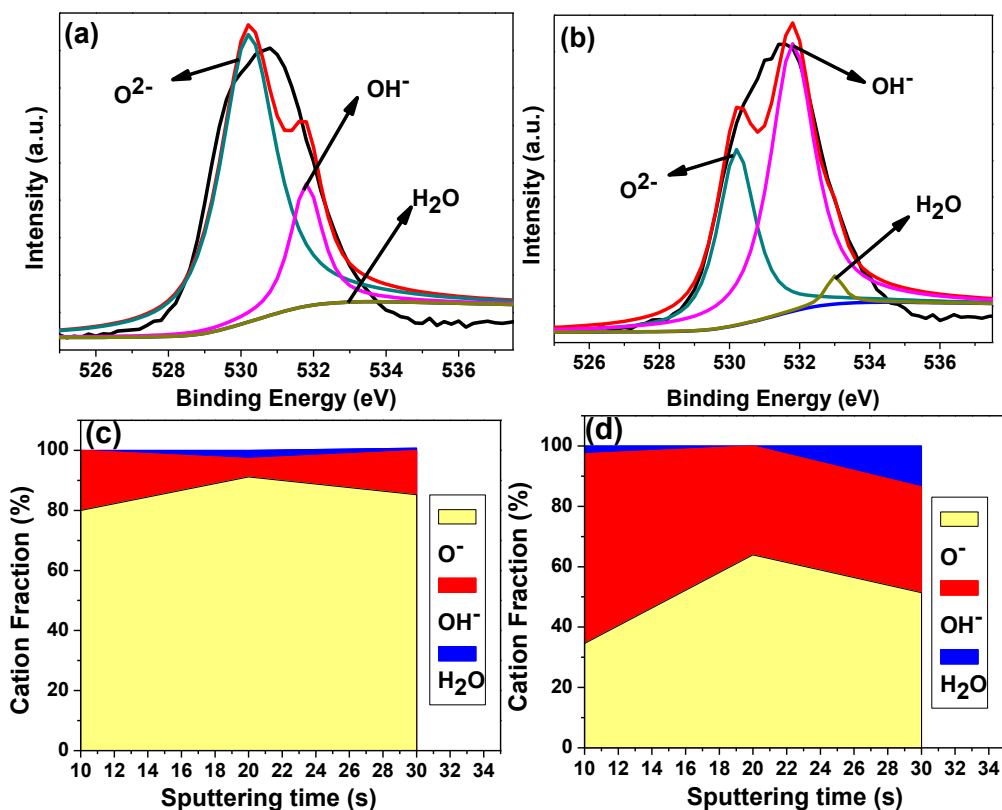 (a)
O2-
OH-
H2O
Intensity (a.u.)
526 528 530 532 534 536
Binding Energy (eV)
(b)
OH-
O2-
H2O
Intensity (a.u.)
526 528 530 532 534 536
Binding Energy (eV)
(c)
100
80
60
40
20
0
Cation Fraction (%)
10 12 14 16 18 20 22 24 26 28 30 32 34
Sputtering time (s)
O-
OH-
H2O
(d)
100
80
60
40
20
0
Cation Fraction (%)
10 12 14 16 18 20 22 24 26 28 30 32 34
Sputtering time (s)
O-
OH-
H2O